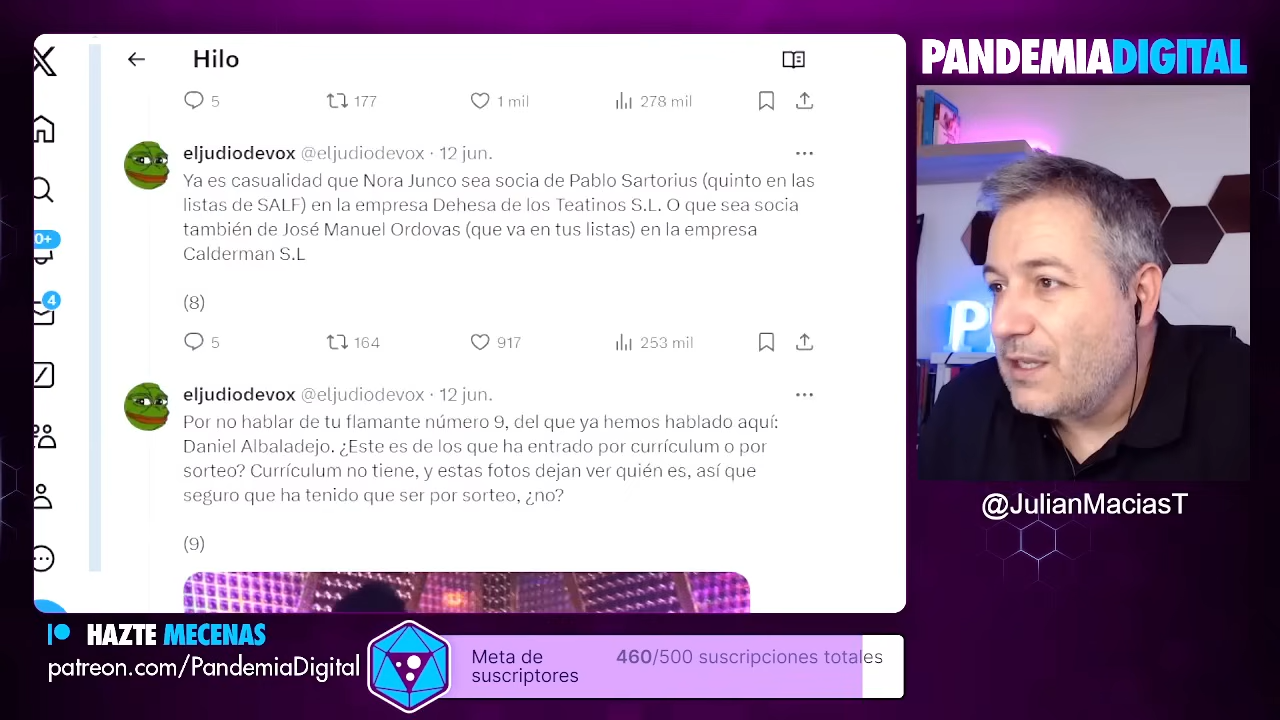 PANDEMIADIGITAL
Hilo
5 177 1 mil 278 mil
eljudiodevox @eljudiodevox · 12 jun.
Ya es casualidad que Nora Junco sea socia de Pablo Sartorius (quinto en las
listas de SALF) en la empresa Dehesa de los Teatinos S.L. O que sea socia
también de José Manuel Ordovas (que va en tus listas) en la empresa
Calderman S.L
(8)
5 164 917 253 mil
eljudiodevox @eljudiodevox · 12 jun.
Por no hablar de tu flamante número 9, del que ya hemos hablado aquí:
Daniel Albaladejo. ¿Este es de los que ha entrado por currículum o por
sorteo? Currículum no tiene, y estas fotos dejan ver quién es, así que
seguro que ha tenido que ser por sorteo, ¿no?
(9)
0+
4
@JulianMaciasT
HAZTE MECENAS
patreon.com/PandemiaDigital
Meta de
suscriptores
460/500 suscripciones totales